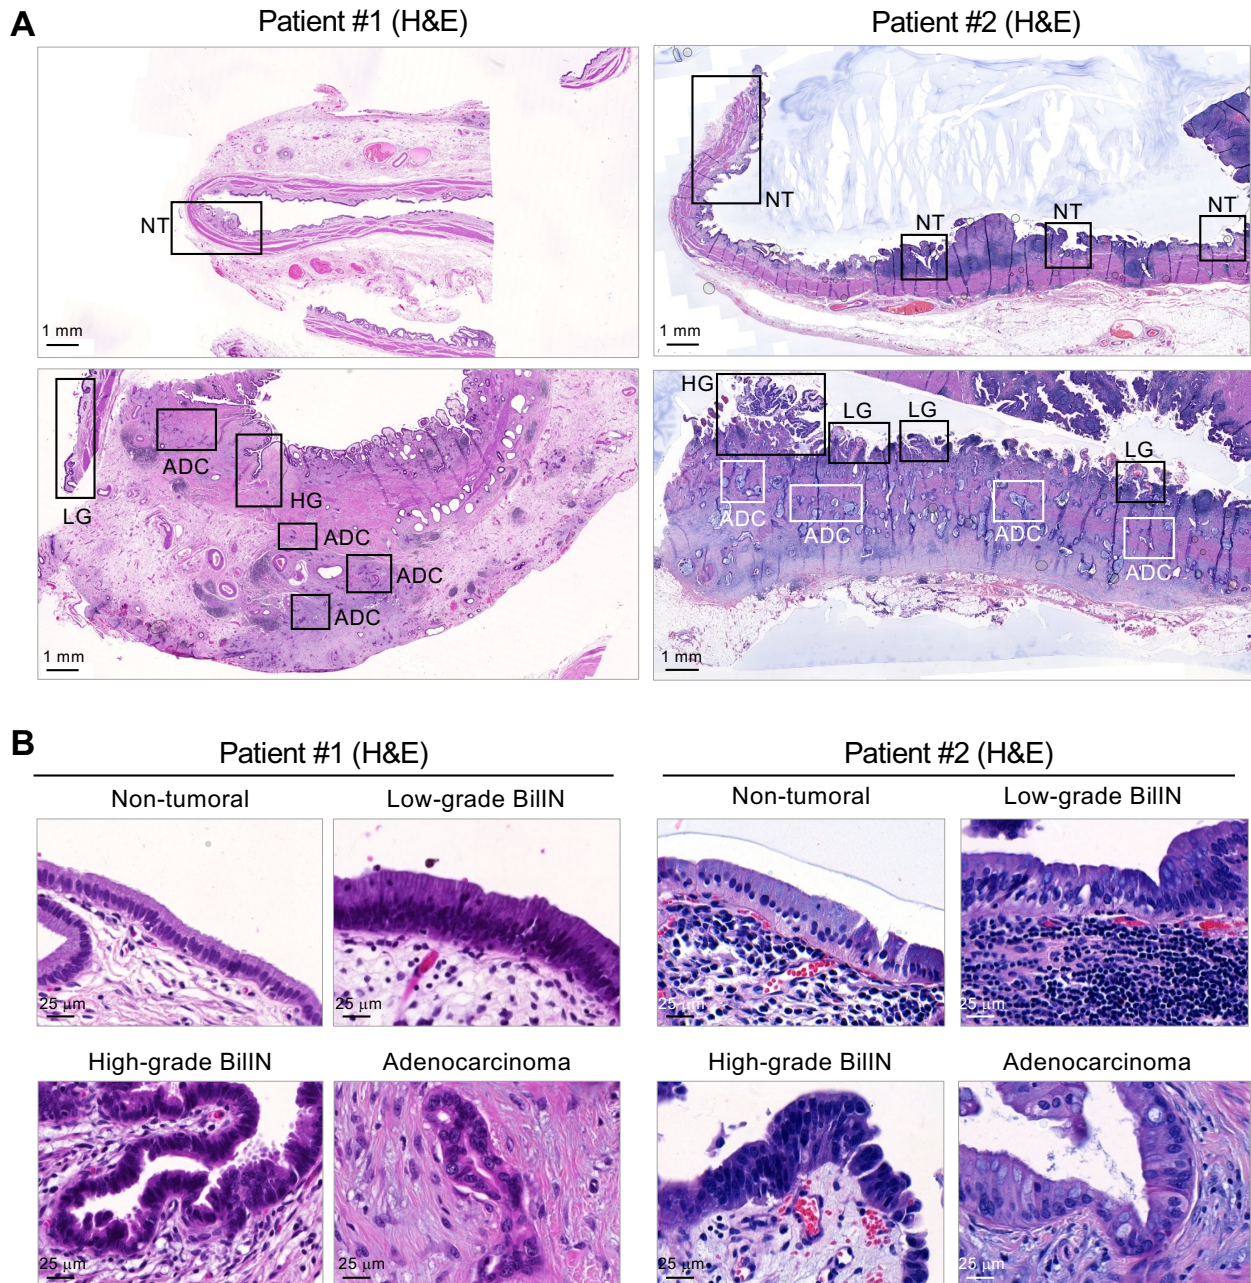 A
Patient #1 (H&E)
Patient #2 (H&E)
NT
1 mm
NT
NT
NT
NT
1 mm
LG
ADC
HG
ADC
ADC
ADC
1 mm
HG
LG
LG
LG
ADC
ADC
ADC
ADC
1 mm
B
Patient #1 (H&E)
Patient #2 (H&E)
Non-tumoral
Low-grade BilIN
Non-tumoral
Low-grade BilIN
25 μm
25 μm
25 μm
25 μm
High-grade BilIN
Adenocarcinoma
High-grade BilIN
Adenocarcinoma
25 μm
25 μm
25 μm
25 μm